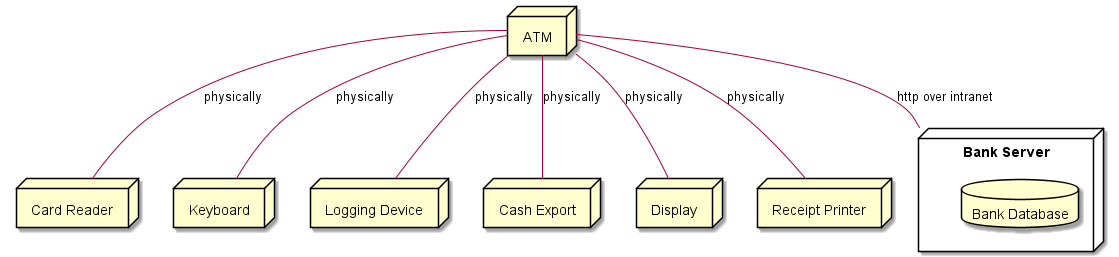 ATM
physically
physically
physically
physically
physically
physically
http over intranet
Bank Server
Card Reader
Keyboard
Logging Device
Cash Export
Display
Receipt Printer
Bank Database